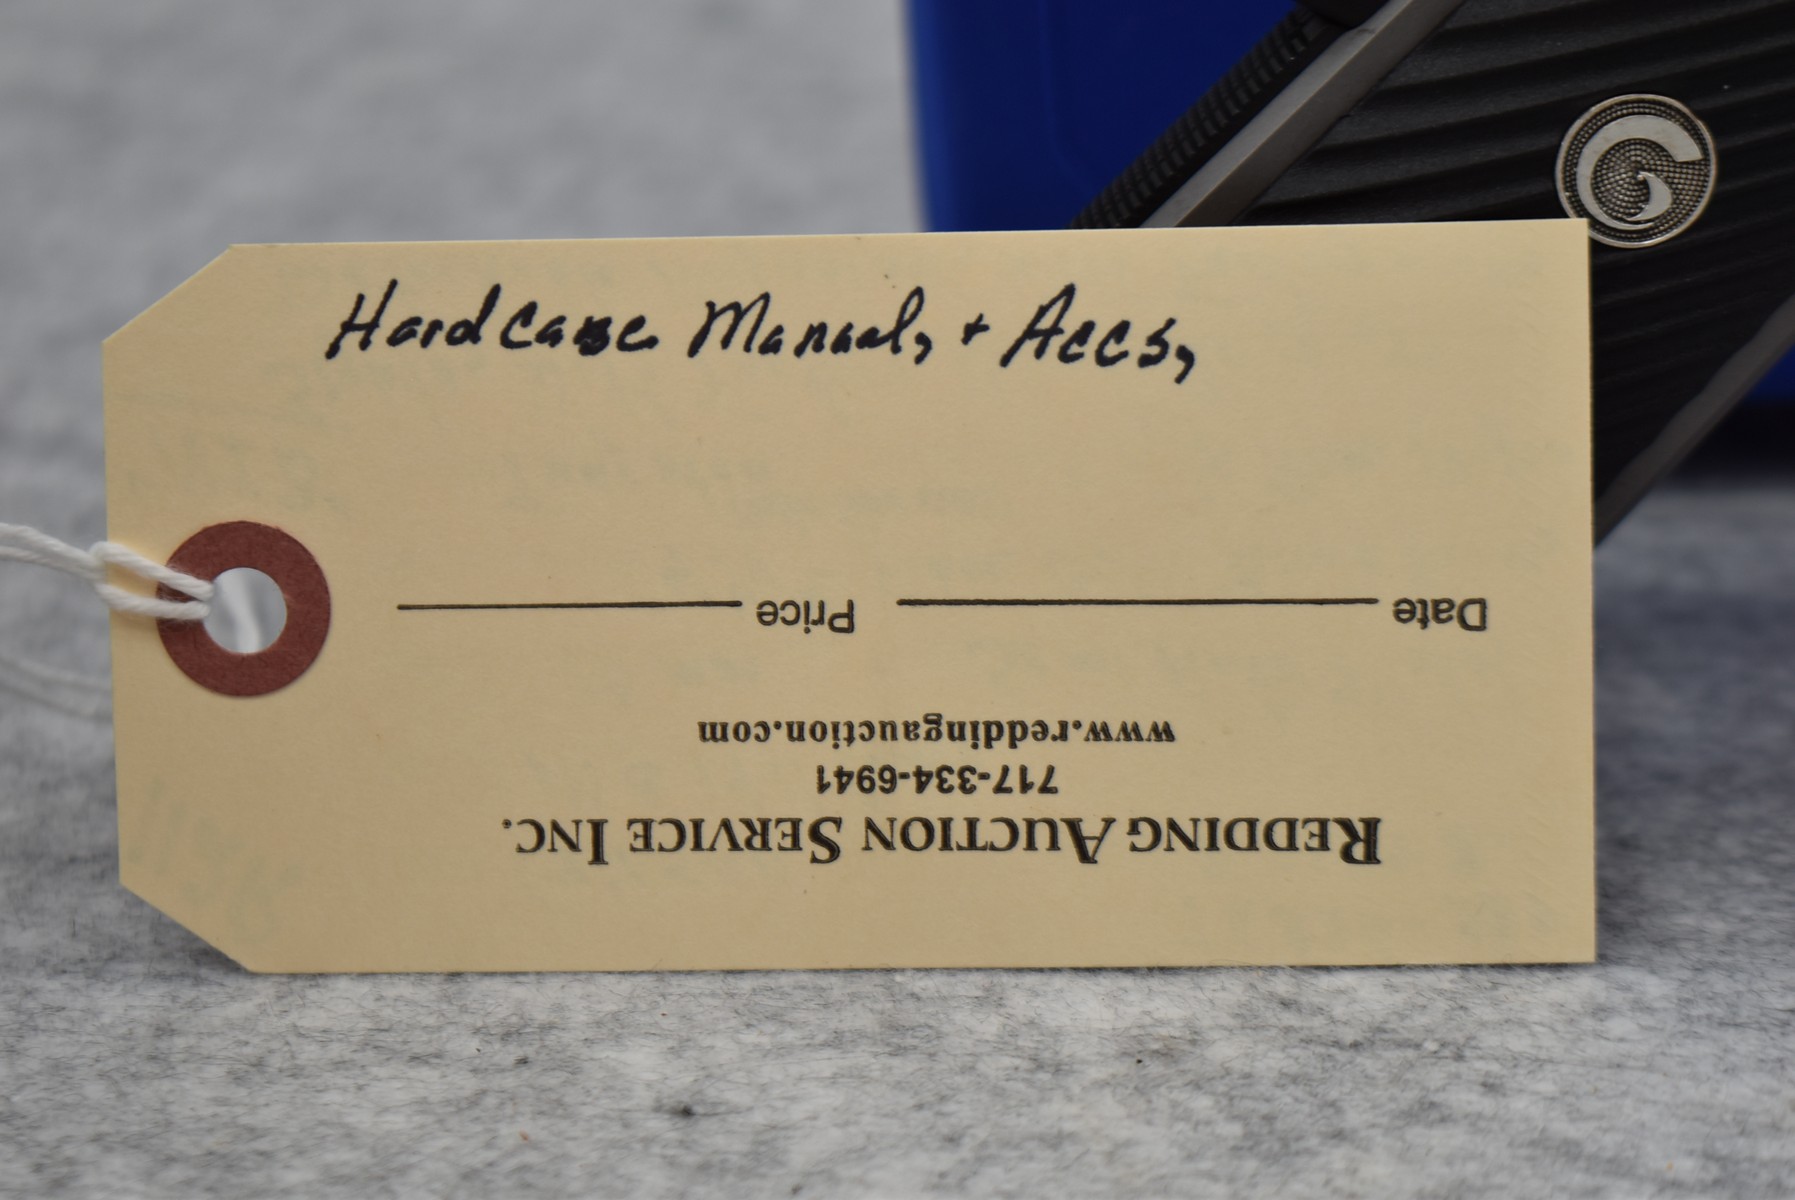 Hardcase Manual, + Accs,
REDDING AUCTION SERVICE INC.
717-334-6941
www.reddingauction.com
Date Price